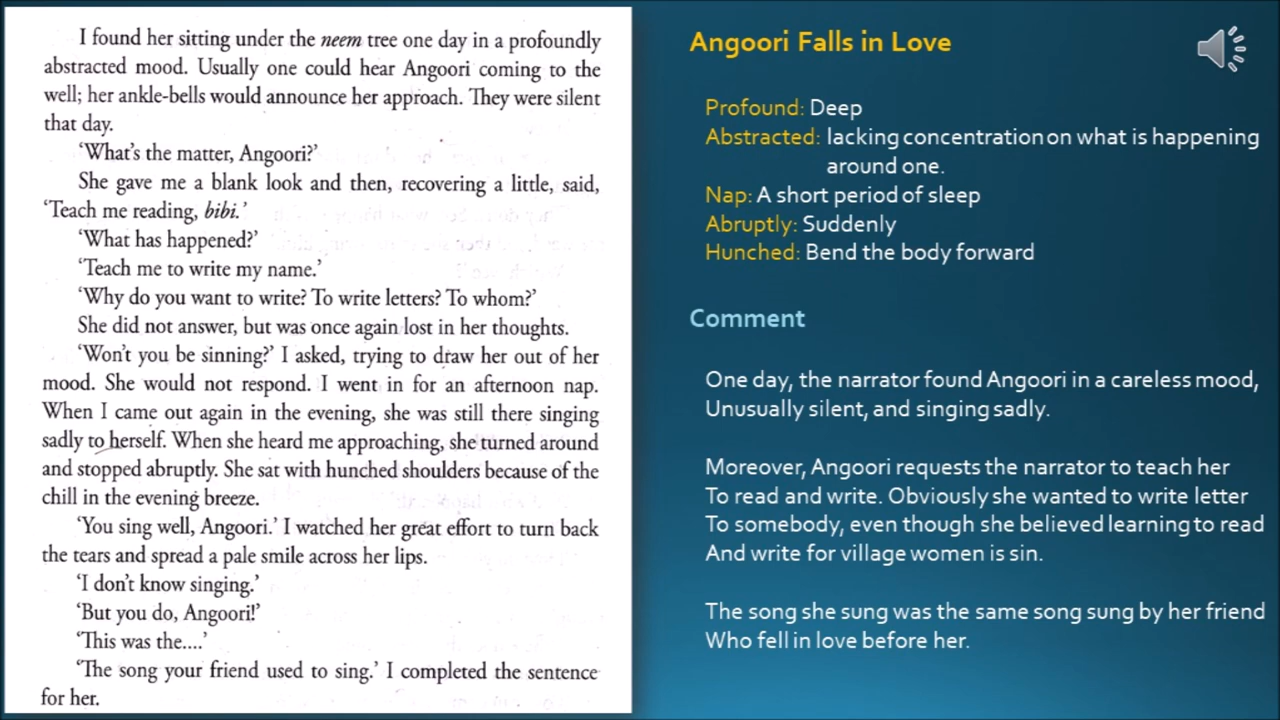 I found her sitting under the neem tree one day in a profoundly
abstracted mood. Usually one could hear Angoori coming to the
well; her ankle-bells would announce her approach. They were silent
that day.
‘What’s the matter, Angoori?’
She gave me a blank look and then, recovering a little, said,
‘Teach me reading, bibi.’
‘What has happened?’
‘Teach me to write my name.’
‘Why do you want to write? To write letters? To whom?’
She did not answer, but was once again lost in her thoughts.
‘Won’t you be sinning?’ I asked, trying to draw her out of her
mood. She would not respond. I went in for an afternoon nap.
When I came out again in the evening, she was still there singing
sadly to herself. When she heard me approaching, she turned around
and stopped abruptly. She sat with hunched shoulders because of the
chill in the evening breeze.
‘You sing well, Angoori.’ I watched her great effort to turn back
the tears and spread a pale smile across her lips.
‘I don’t know singing.’
‘But you do, Angoori!’
‘This was the....’
‘The song your friend used to sing.’ I completed the sentence
for her.
Angoori Falls in Love
Profound: Deep
Abstracted: lacking concentration on what is happening
around one.
Nap: A short period of sleep
Abruptly: Suddenly
Hunched: Bend the body forward
Comment
One day, the narrator found Angoori in a careless mood,
Unusually silent, and singing sadly.
Moreover, Angoori requests the narrator to teach her
To read and write. Obviously she wanted to write letter
To somebody, even though she believed learning to read
And write for village women is sin.
The song she sung was the same song sung by her friend
Who fell in love before her.